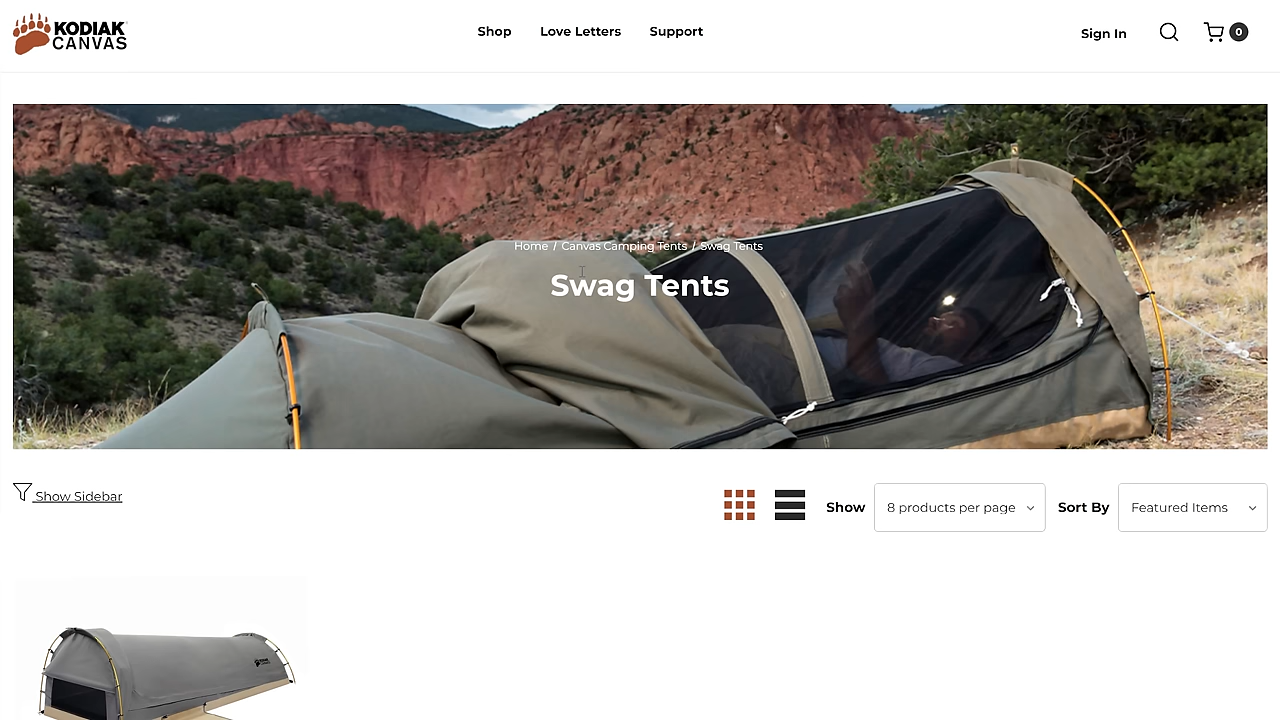 KODIAK
CANVAS
Shop
Love Letters
Support
Sign In
0
Home / Canvas Camping Tents / Swag Tents
Swag Tents
Show Sidebar
Show
8 products per page
Sort By
Featured Items
KODIAK